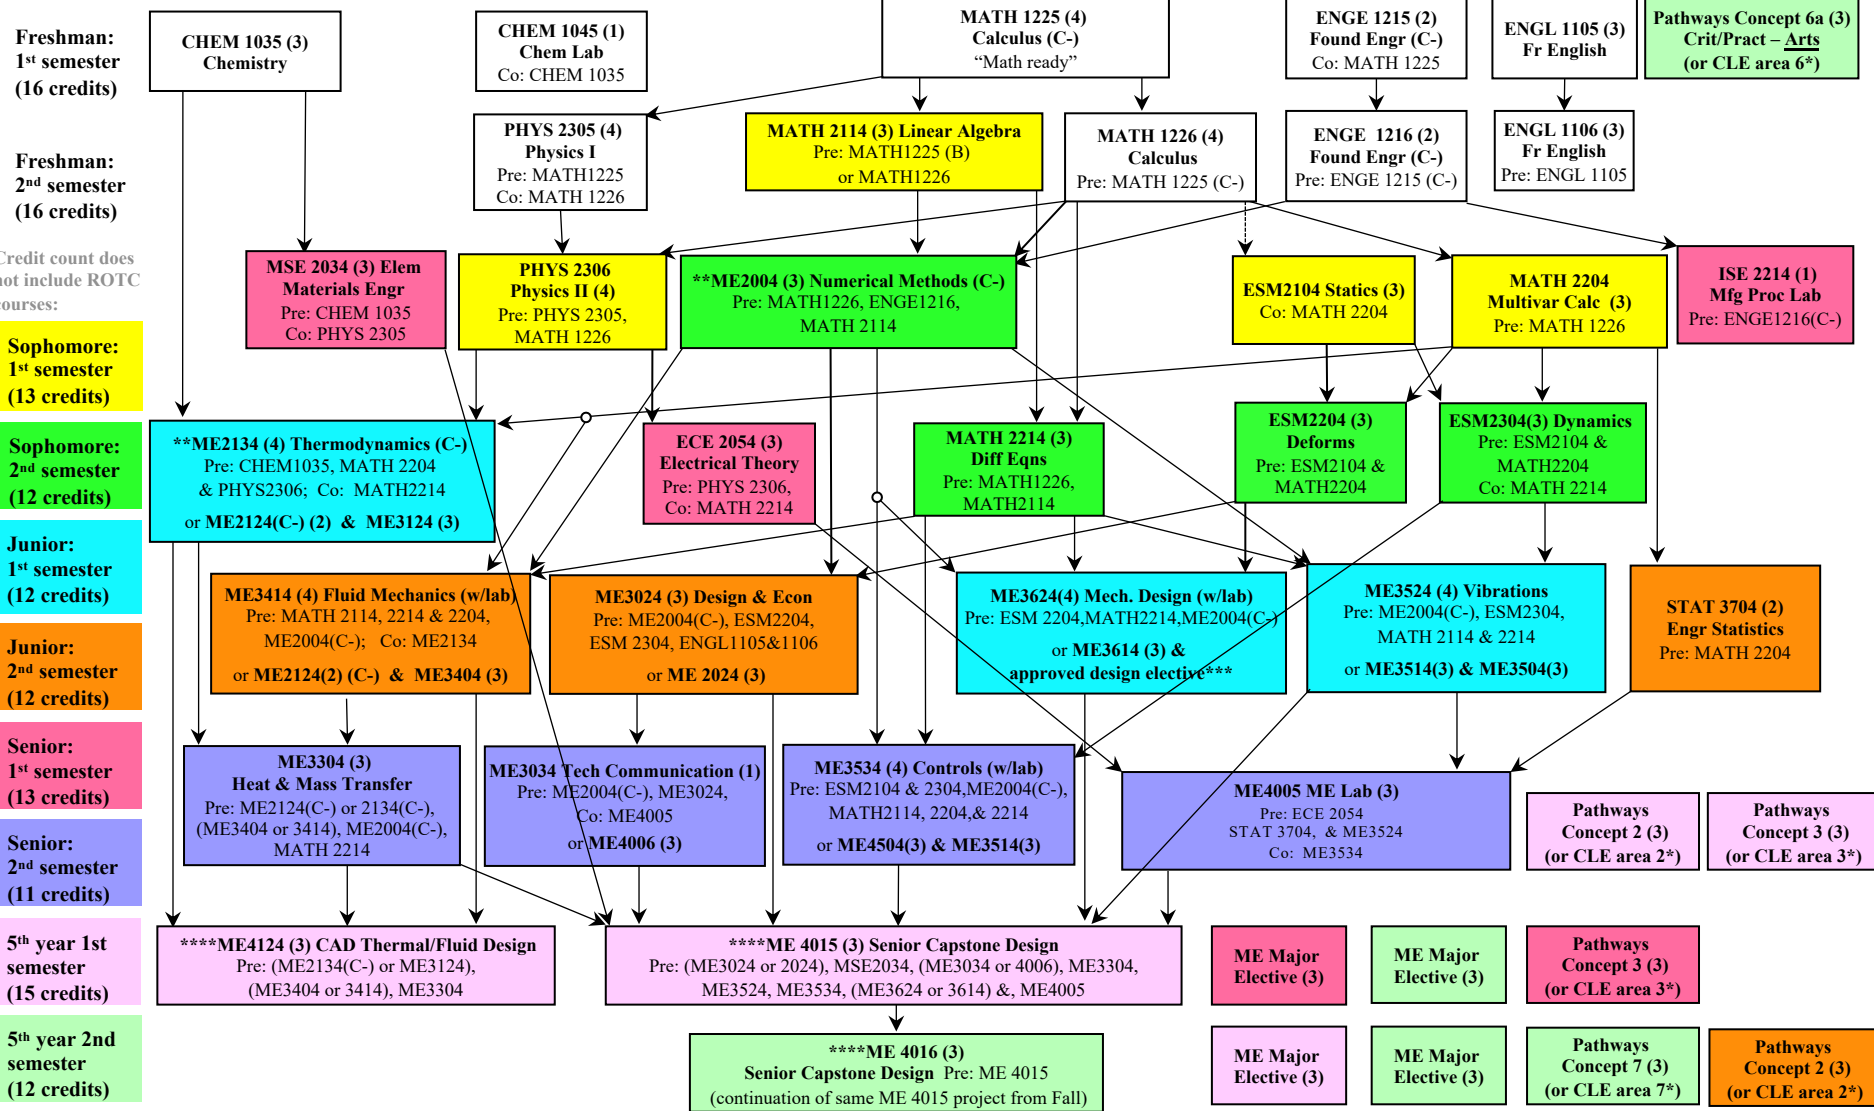 Freshman:
1st semester
(16 credits)
CHEM 1035 (3)
Chemistry
CHEM 1045 (1)
Chem Lab
Co: CHEM 1035
MATH 1225 (4)
Calculus (C-)
“Math ready”
ENGE 1215 (2)
Found Engr (C-)
Co: MATH 1225
ENGL 1105 (3)
Fr English
Pathways Concept 6a (3)
Crit/Pract – Arts
(or CLE area 6*)
Freshman:
2nd semester
(16 credits)
PHYS 2305 (4)
Physics I
Pre: MATH1225
Co: MATH 1226
MATH 2114 (3) Linear Algebra
Pre: MATH1225 (B)
or MATH1226
MATH 1226 (4)
Calculus
Pre: MATH 1225 (C-)
ENGE 1216 (2)
Found Engr (C-)
Pre: ENGE 1215 (C-)
ENGL 1106 (3)
Fr English
Pre: ENGL 1105
Credit count does
not include ROTC
courses:
MSE 2034 (3) Elem
Materials Engr
Pre: CHEM 1035
Co: PHYS 2305
PHYS 2306
Physics II (4)
Pre: PHYS 2305,
MATH 1226
**ME2004 (3) Numerical Methods (C-)
Pre: MATH1226, ENGE1216,
MATH 2114
ESM2104 Statics (3)
Co: MATH 2204
MATH 2204
Multivar Calc (3)
Pre: MATH 1226
ISE 2214 (1)
Mfg Proc Lab
Pre: ENGE1216(C-)
Sophomore:
1st semester
(13 credits)
Sophomore:
2nd semester
(12 credits)
**ME2134 (4) Thermodynamics (C-)
Pre: CHEM1035, MATH 2204
& PHYS2306; Co: MATH2214
or ME2124(C-) (2) & ME3124 (3)
ECE 2054 (3)
Electrical Theory
Pre: PHYS 2306,
Co: MATH 2214
MATH 2214 (3)
Diff Eqns
Pre: MATH1226,
MATH2114
ESM2204 (3)
Deforms
Pre: ESM2104 &
MATH2204
ESM2304(3) Dynamics
Pre: ESM2104 &
MATH2204
Co: MATH 2214
Junior:
1st semester
(12 credits)
Junior:
2nd semester
(12 credits)
ME3414 (4) Fluid Mechanics (w/lab)
Pre: MATH 2114, 2214 & 2204,
ME2004(C-); Co: ME2134
or ME2124(2) (C-) & ME3404 (3)
ME3024 (3) Design & Econ
Pre: ME2004(C-), ESM2204,
ESM 2304, ENGL1105&1106
or ME 2024 (3)
ME3624(4) Mech. Design (w/lab)
Pre: ESM 2204,MATH2214,ME2004(C-)
or ME3614 (3) &
approved design elective***
ME3524 (4) Vibrations
Pre: ME2004(C-), ESM2304,
MATH 2114 & 2214
or ME3514(3) & ME3504(3)
STAT 3704 (2)
Engr Statistics
Pre: MATH 2204
Senior:
1st semester
(13 credits)
Senior:
2nd semester
(11 credits)
ME3304 (3)
Heat & Mass Transfer
Pre: ME2124(C-) or 2134(C-),
(ME3404 or 3414), ME2004(C-),
MATH 2214
ME3034 Tech Communication (1)
Pre: ME2004(C-), ME3024,
Co: ME4005
or ME4006 (3)
ME3534 (4) Controls (w/lab)
Pre: ESM2104 & 2304,ME2004(C-),
MATH2114, 2204,& 2214
or ME4504(3) & ME3514(3)
ME4005 ME Lab (3)
Pre: ECE 2054
STAT 3704, & ME3524
Co: ME3534
Pathways
Concept 2 (3)
(or CLE area 2*)
Pathways
Concept 3 (3)
(or CLE area 3*)
5th year 1st
semester
(15 credits)
****ME4124 (3) CAD Thermal/Fluid Design
Pre: (ME2134(C-) or ME3124),
(ME3404 or 3414), ME3304
****ME 4015 (3) Senior Capstone Design
Pre: (ME3024 or 2024), MSE2034, (ME3034 or 4006), ME3304,
ME3524, ME3534, (ME3624 or 3614) &, ME4005
ME Major
Elective (3)
ME Major
Elective (3)
Pathways
Concept 3 (3)
(or CLE area 3*)
5th year 2nd
semester
(12 credits)
****ME 4016 (3)
Senior Capstone Design Pre: ME 4015
(continuation of same ME 4015 project from Fall)
ME Major
Elective (3)
ME Major
Elective (3)
Pathways
Concept 7 (3)
(or CLE area 7*)
Pathways
Concept 2 (3)
(or CLE area 2*)